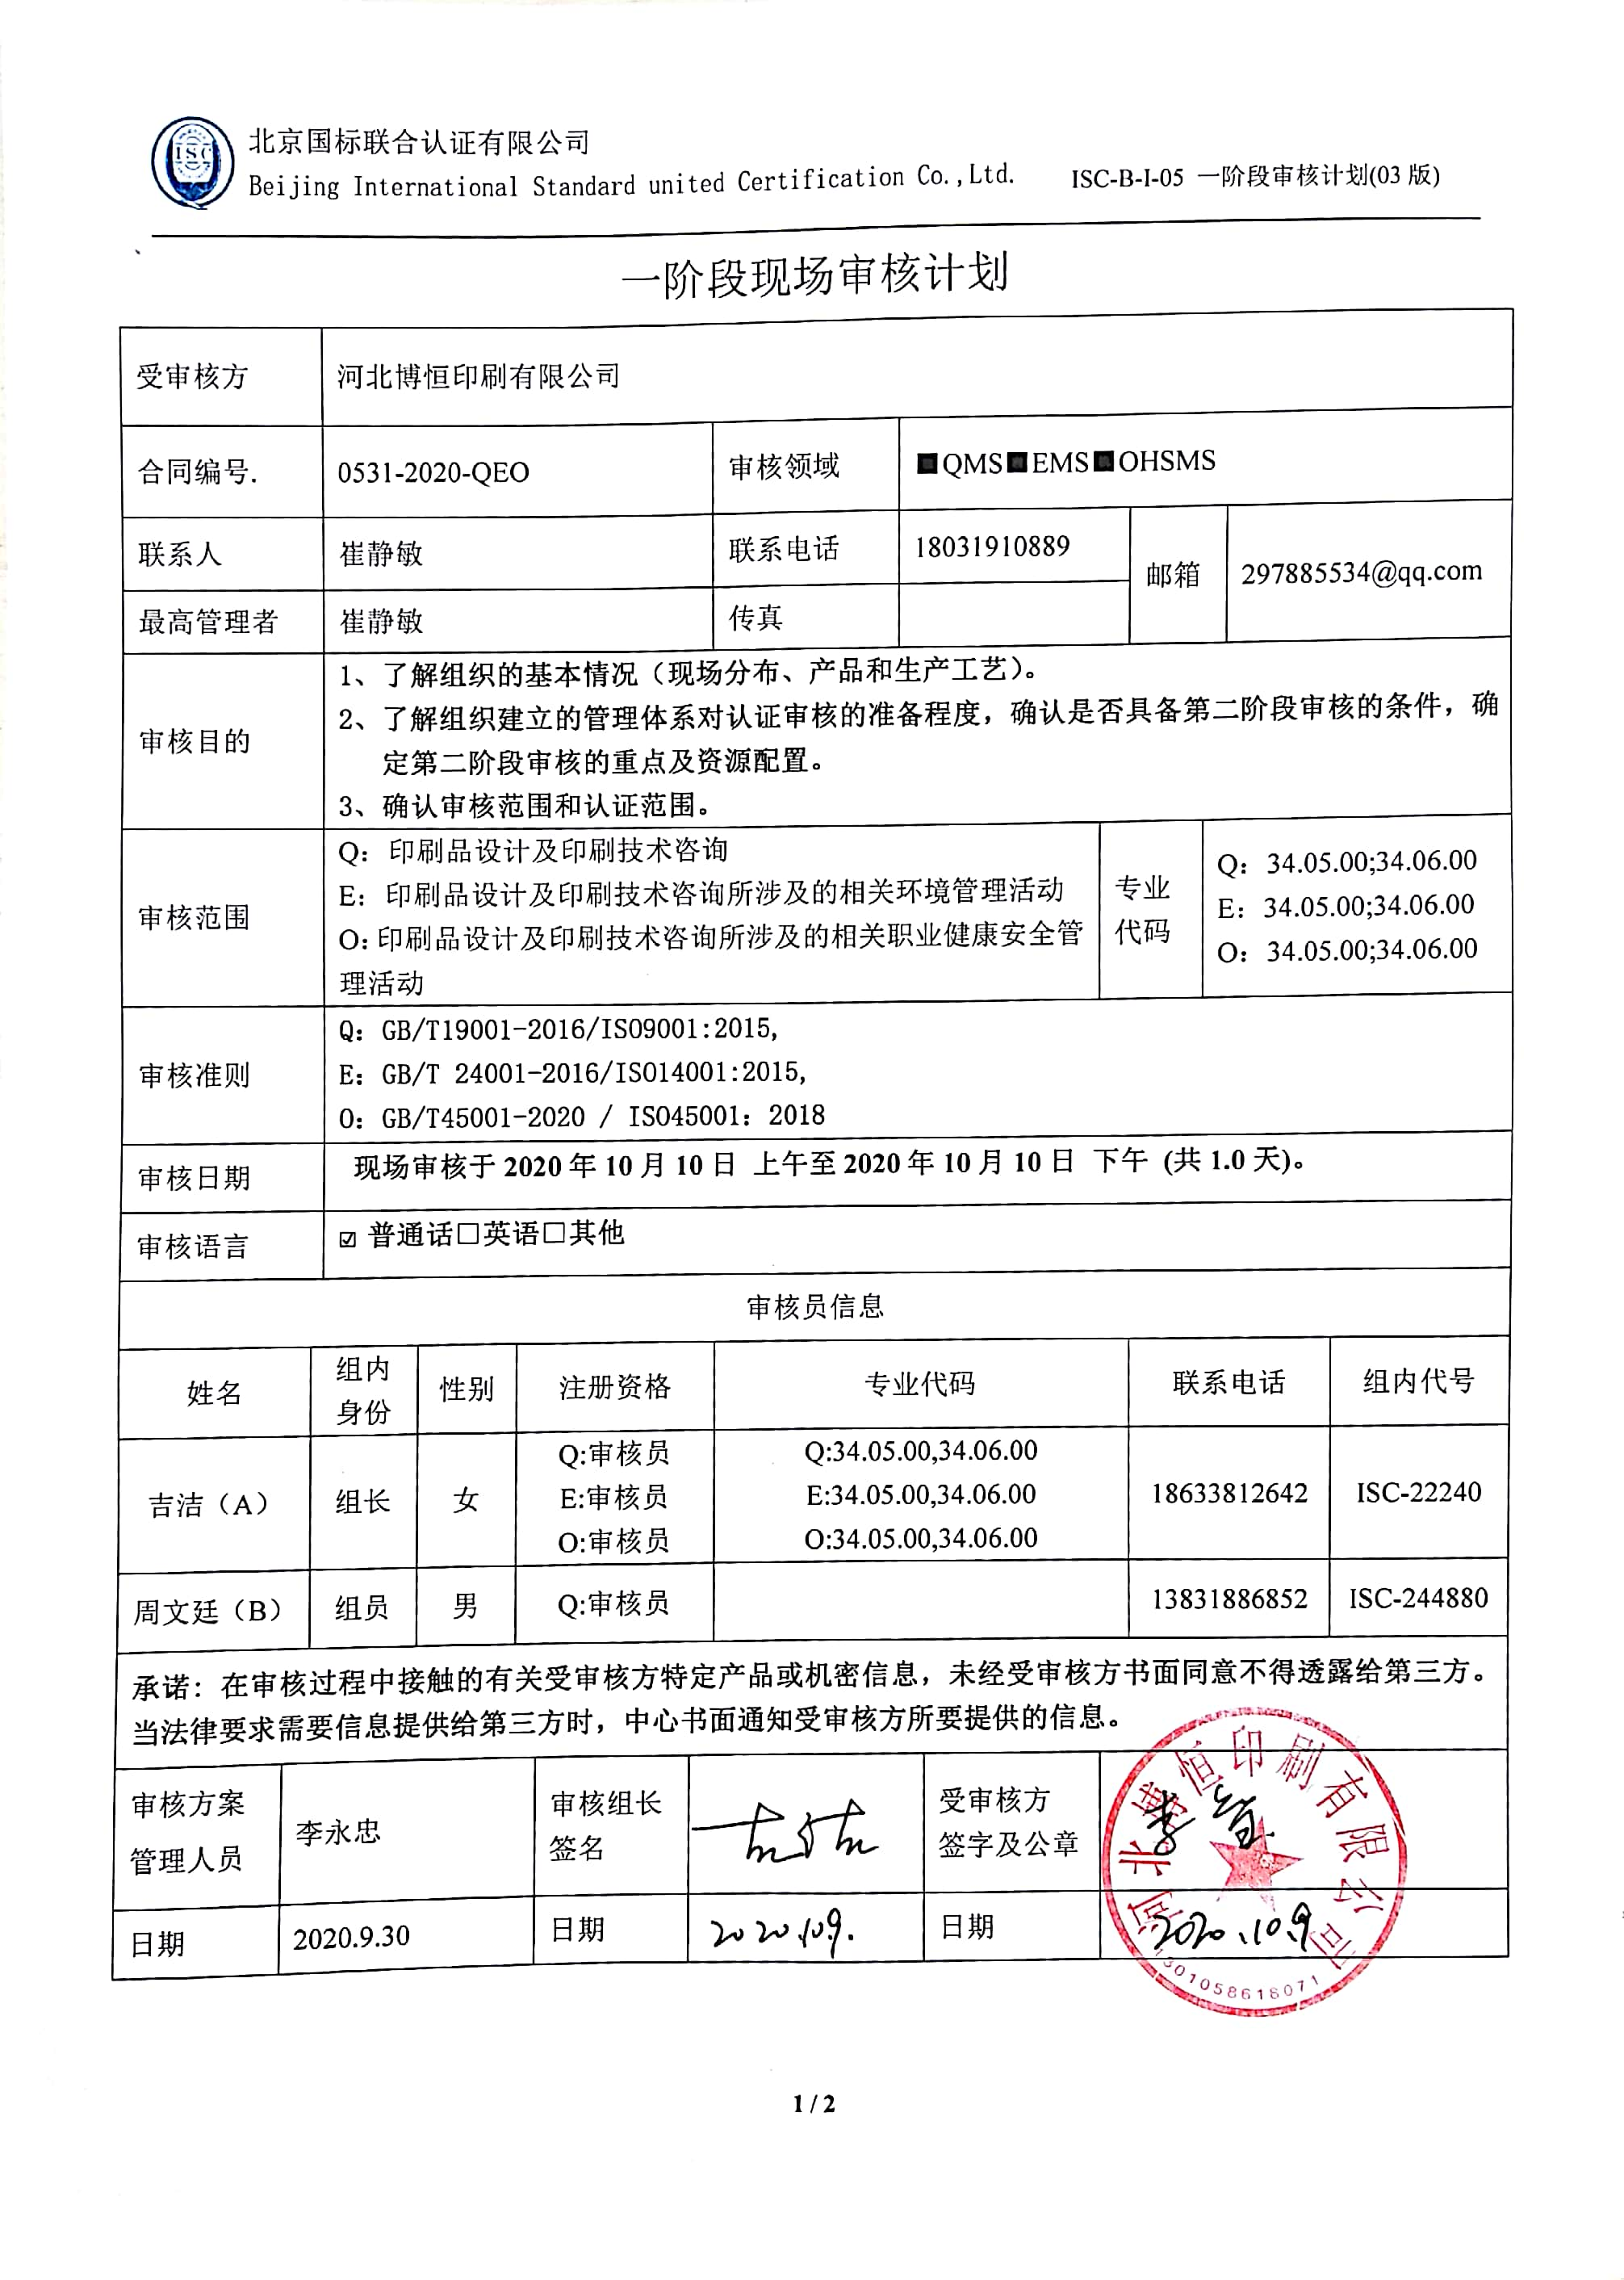 ISC
北京国标联合认证有限公司
Beijing International Standard united Certification Co.,Ltd. ISC-B-I-05 一阶段审核计划(03 版)
一阶段现场审核计划
受审核方 河北博恒印刷有限公司
合同编号. 0531-2020-QEO 审核领域 ■QMS■EMS■OHSMS
联系人 崔静敏 联系电话 18031910889 邮箱 297885534@qq.com
最高管理者 崔静敏 传真
审核目的
1、了解组织的基本情况（现场分布、产品和生产工艺）。
2、了解组织建立的管理体系对认证审核的准备程度，确认是否具备第二阶段审核的条件，确
定第二阶段审核的重点及资源配置。
3、确认审核范围和认证范围。
审核范围
Q：印刷品设计及印刷技术咨询
E：印刷品设计及印刷技术咨询所涉及的相关环境管理活动
O：印刷品设计及印刷技术咨询所涉及的相关职业健康安全管
理活动
专业
代码
Q：34.05.00;34.06.00
E：34.05.00;34.06.00
O：34.05.00;34.06.00
审核准则
Q：GB/T19001-2016/ISO9001:2015,
E：GB/T 24001-2016/ISO14001:2015,
O：GB/T45001-2020 / ISO45001：2018
审核日期 现场审核于 2020 年 10 月 10 日 上午至 2020 年 10 月 10 日 下午 (共 1.0 天)。
审核语言 ☑ 普通话□英语□其他
审核员信息
姓名 组内
身份 性别 注册资格 专业代码 联系电话 组内代号
吉洁（A） 组长 女
Q:审核员
E:审核员
O:审核员
Q:34.05.00,34.06.00
E:34.05.00,34.06.00
O:34.05.00,34.06.00
18633812642 ISC-22240
周文廷（B） 组员 男 Q:审核员 13831886852 ISC-244880
承诺：在审核过程中接触的有关受审核方特定产品或机密信息，未经受审核方书面同意不得透露给第三方。
当法律要求需要信息提供给第三方时，中心书面通知受审核方所要提供的信息。
审核方案
管理人员
李永忠
审核组长
签名
受审核方
签字及公章
河北博恒印刷有限公司
日期 2020.9.30 日期 2020.10.9. 日期 2020.10.9
1301058618071
1 / 2